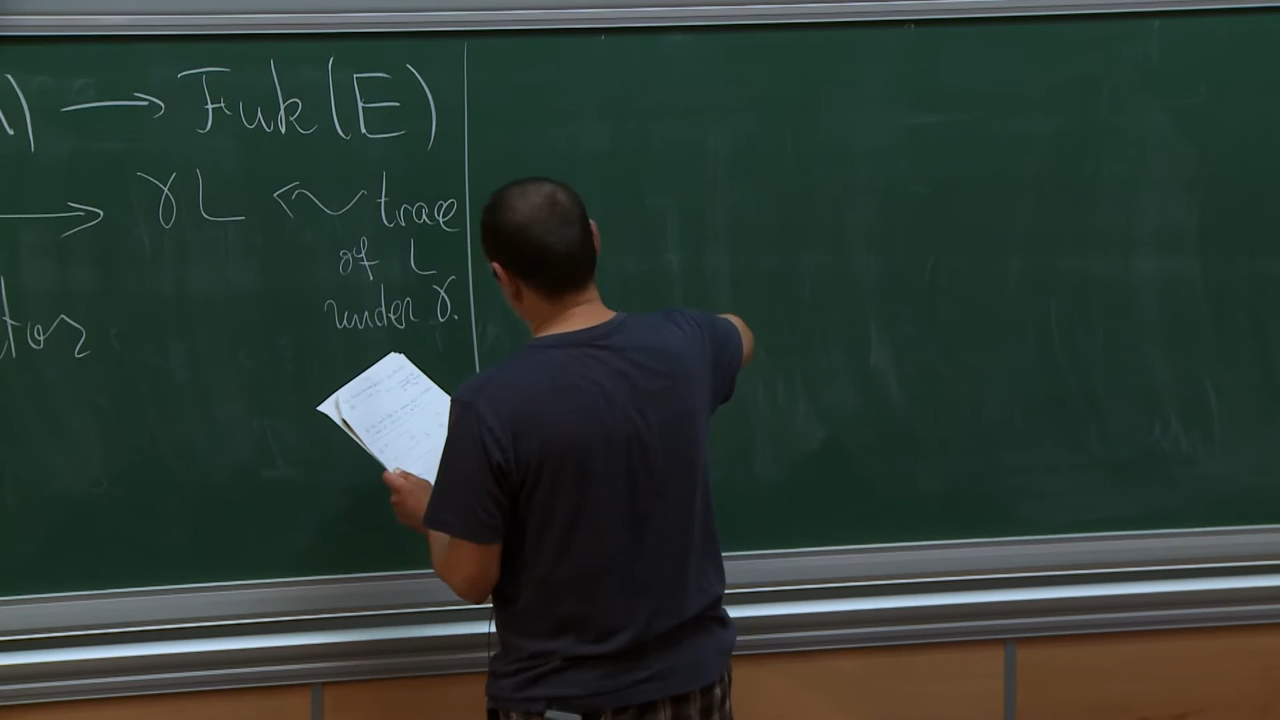 ) → Fuk(E)
→ γL ⇜ trace
of L
under γ.
tor